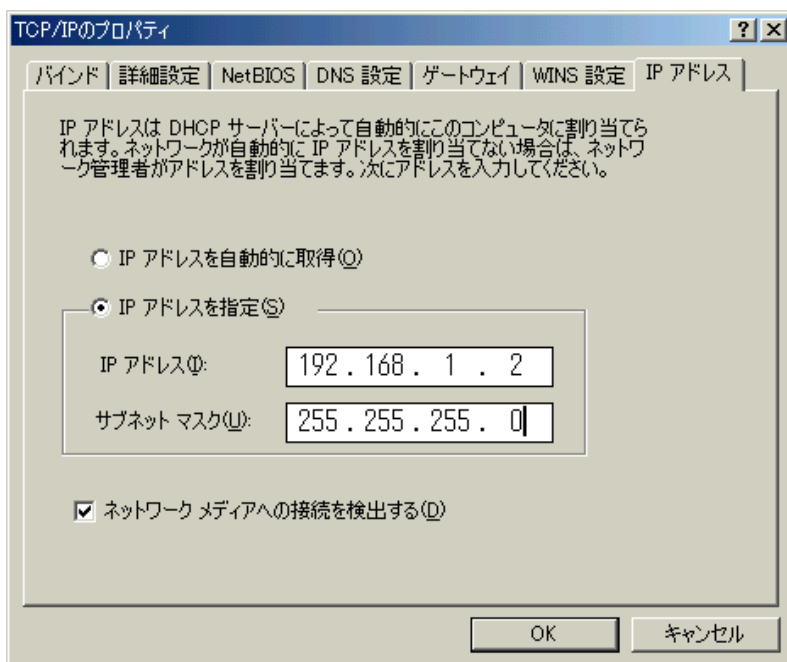 TCP/IPのプロパティ
バインド 詳細設定 NetBIOS DNS 設定 ゲートウェイ WINS 設定 IP アドレス
IP アドレスは DHCP サーバーによって自動的にこのコンピュータに割り当てら
れます。ネットワークが自動的に IP アドレスを割り当てない場合は、ネットワ
ーク管理者がアドレスを割り当てます。次にアドレスを入力してください。
IP アドレスを自動的に取得(O)
IP アドレスを指定(S)
IP アドレス(I): 192.168. 1 . 2
サブネット マスク(U): 255.255.255. 0
ネットワーク メディアへの接続を検出する(D)
OK キャンセル